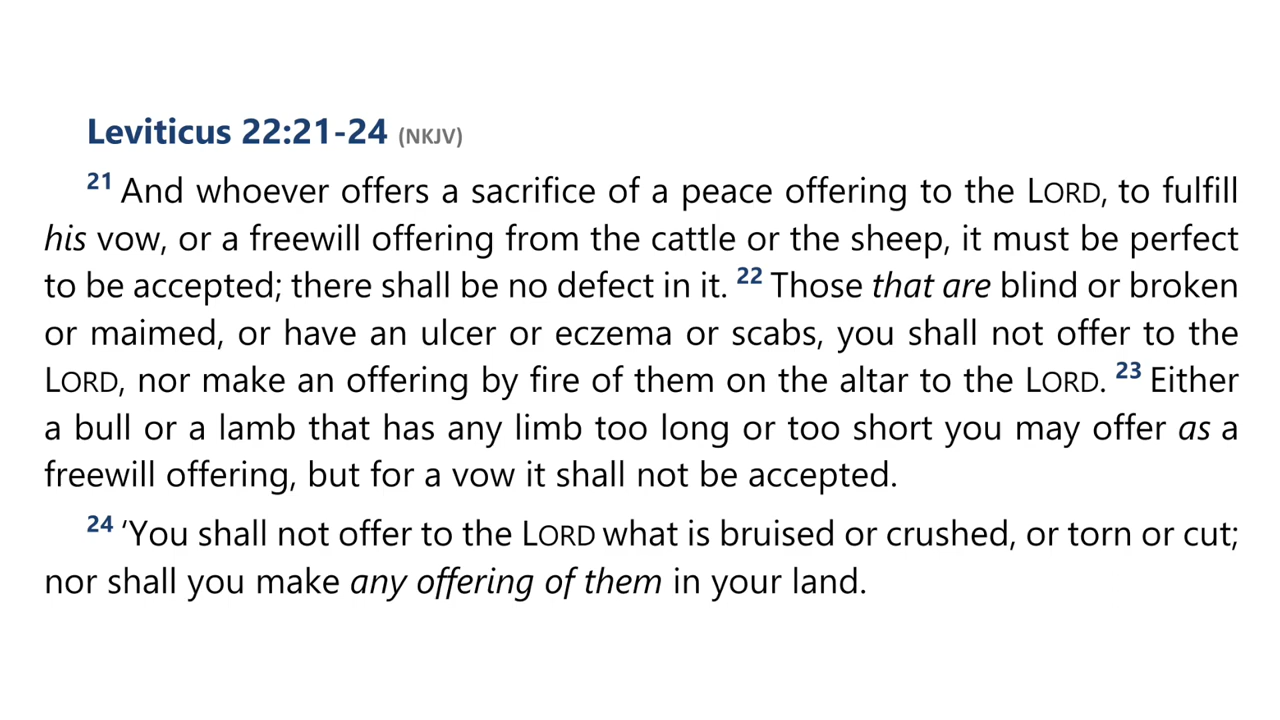 Leviticus 22:21-24 (NKJV)
21 And whoever offers a sacrifice of a peace offering to the LORD, to fulfill
his vow, or a freewill offering from the cattle or the sheep, it must be perfect
to be accepted; there shall be no defect in it. 22 Those that are blind or broken
or maimed, or have an ulcer or eczema or scabs, you shall not offer to the
LORD, nor make an offering by fire of them on the altar to the LORD. 23 Either
a bull or a lamb that has any limb too long or too short you may offer as a
freewill offering, but for a vow it shall not be accepted.
24 ‘You shall not offer to the LORD what is bruised or crushed, or torn or cut;
nor shall you make any offering of them in your land.